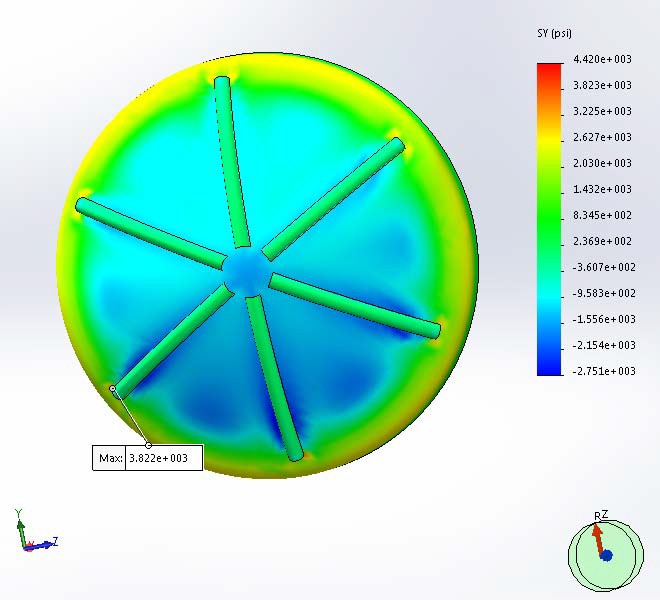 SY (psi)
4.420e+003
3.823e+003
3.225e+003
2.627e+003
2.030e+003
1.432e+003
8.345e+002
2.369e+002
-3.607e+002
-9.583e+002
-1.556e+003
-2.154e+003
-2.751e+003
Max: 3.822e+003
Y
Z
RZ